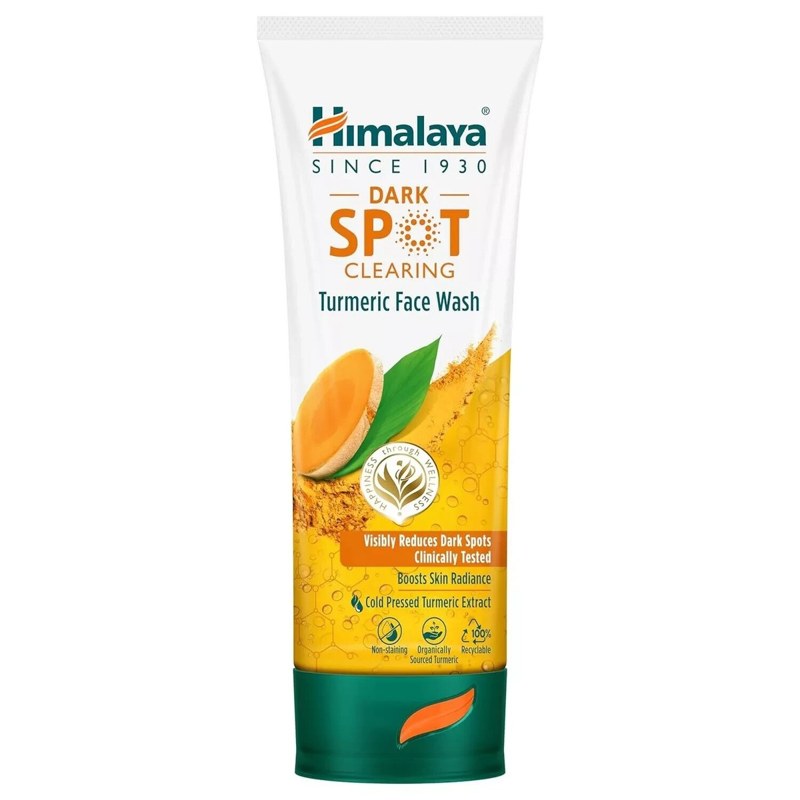 Himalaya®
SINCE 1930
DARK
SPOT
CLEARING
Turmeric Face Wash
HAPPINESS through WELLNESS
Visibly Reduces Dark Spots
Clinically Tested
Boosts Skin Radiance
Cold Pressed Turmeric Extract
Non-staining
Organically
Sourced Turmeric
100%
Recyclable